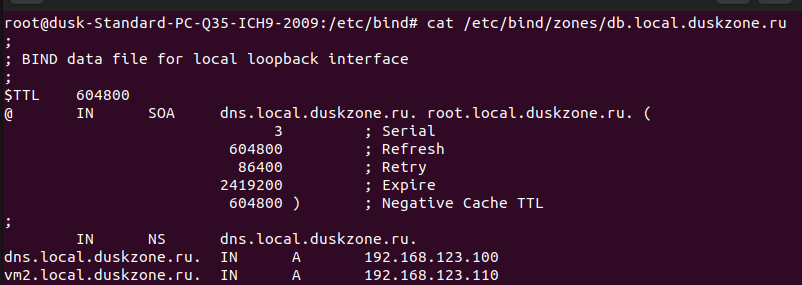 root@dusk-Standard-PC-Q35-ICH9-2009:/etc/bind# cat /etc/bind/zones/db.local.duskzone.ru
;
; BIND data file for local loopback interface
;
$TTL    604800
@       IN      SOA     dns.local.duskzone.ru. root.local.duskzone.ru. (
                              3         ; Serial
                         604800         ; Refresh
                          86400         ; Retry
                        2419200         ; Expire
                         604800 )       ; Negative Cache TTL
;
        IN      NS      dns.local.duskzone.ru.
dns.local.duskzone.ru.  IN      A       192.168.123.100
vm2.local.duskzone.ru.  IN      A       192.168.123.110